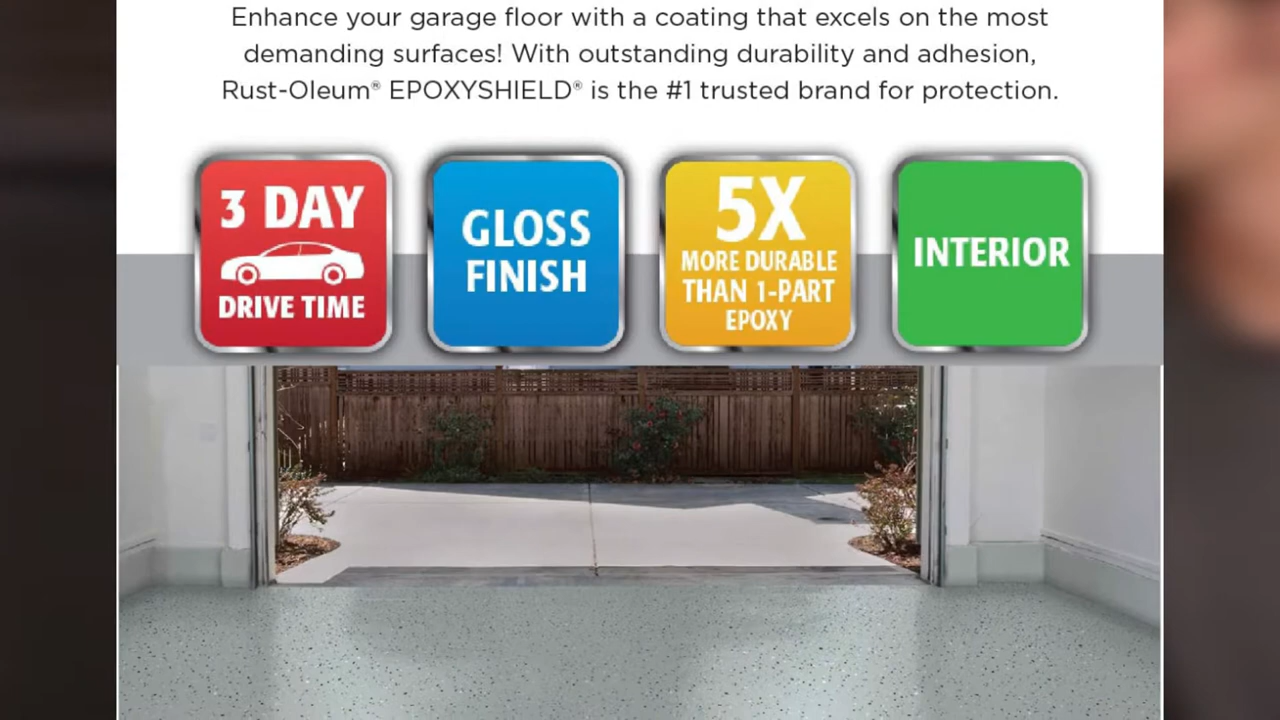 Enhance your garage floor with a coating that excels on the most
demanding surfaces! With outstanding durability and adhesion,
Rust-Oleum® EPOXYSHIELD® is the #1 trusted brand for protection.
3 DAY
DRIVE TIME
GLOSS
FINISH
5X
MORE DURABLE
THAN 1-PART
EPOXY
INTERIOR